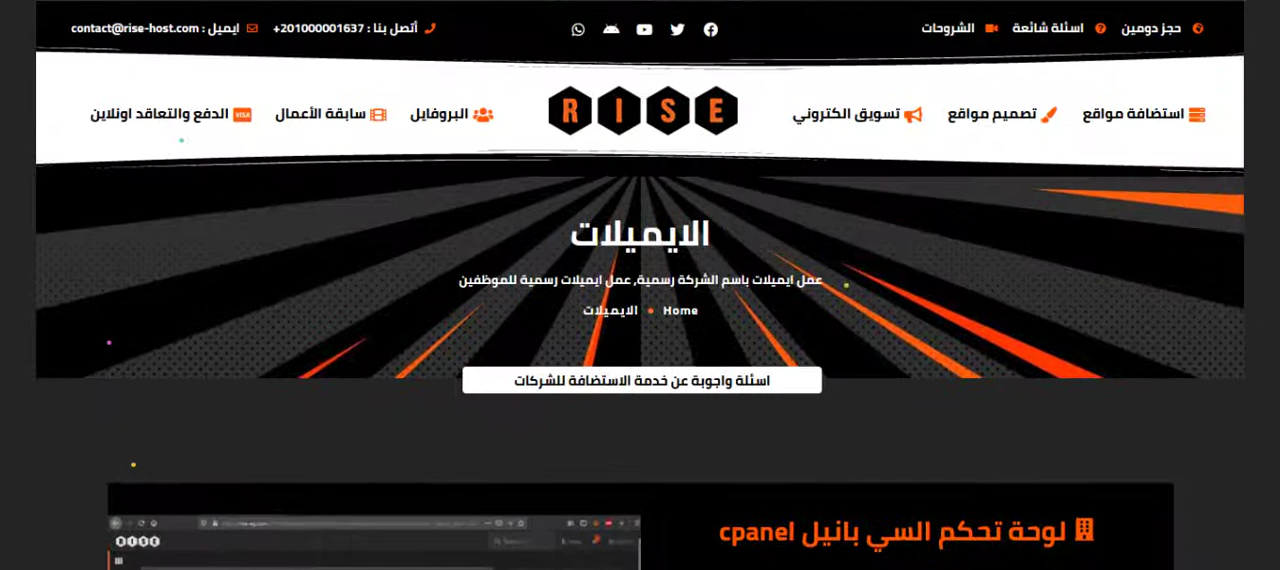 حجز دومين
اسئلة شائعة
الشروحات
أتصل بنا : 201000001637+
ايميل : contact@rise-host.com
استضافة مواقع
تصميم مواقع
تسويق الكتروني
RISE
البروفايل
سابقة الأعمال
الدفع والتعاقد اونلاين
الايميلات
عمل ايميلات باسم الشركة رسمية, عمل ايميلات رسمية للموظفين
Home • الايميلات
اسئلة واجوبة عن خدمة الاستضافة للشركات
لوحة تحكم السي بانيل cpanel
RISE